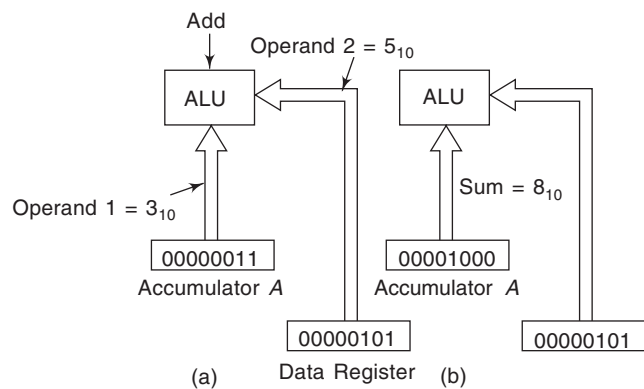 Add
Operand 2 = 5₁₀
ALU
ALU
Operand 1 = 3₁₀
Sum = 8₁₀
00000011
00001000
Accumulator A
Accumulator A
00000101
00000101
(a)
Data Register
(b)